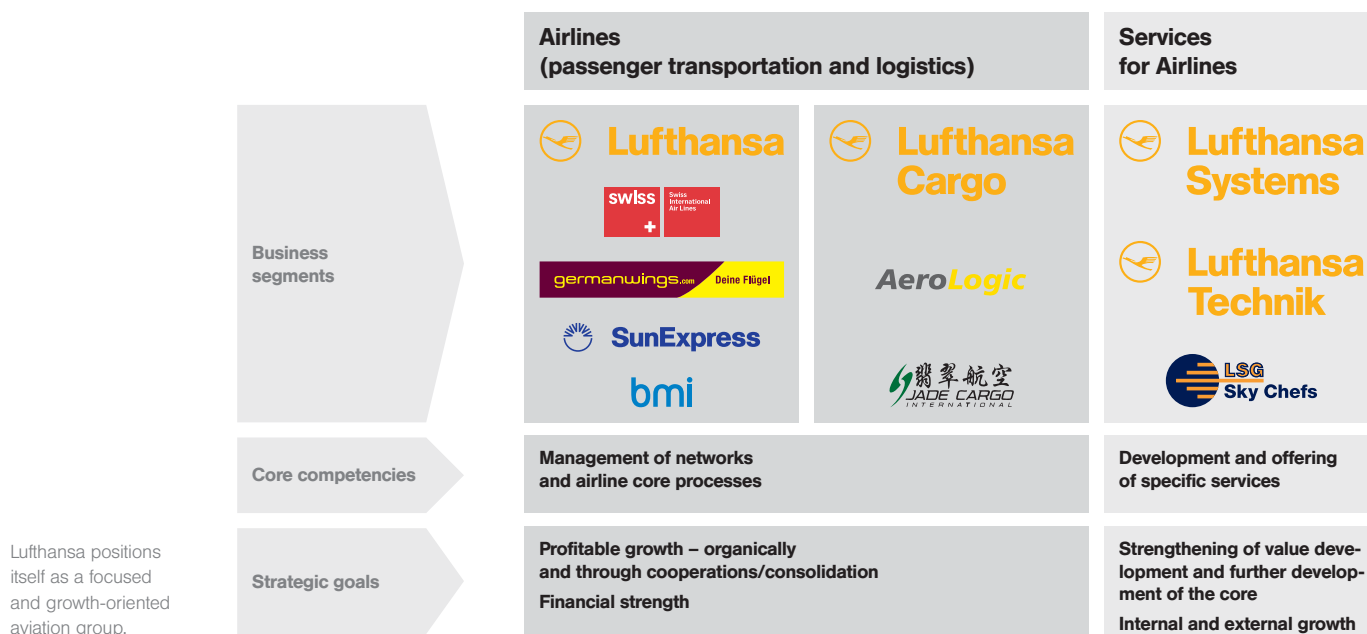 Airlines
(passenger transportation and logistics)
Services
for Airlines
Business
segments
Lufthansa
swiss
Swiss
International
Air Lines
germanwings.com Deine Flügel
SunExpress
bmi
Lufthansa
Cargo
AeroLogic
翡翠航空
JADE CARGO
INTERNATIONAL
Lufthansa
Systems
Lufthansa
Technik
LSG
Sky Chefs
Core competencies
Management of networks
and airline core processes
Development and offering
of specific services
Strategic goals
Profitable growth – organically
and through cooperations/consolidation
Financial strength
Strengthening of value deve-
lopment and further develop-
ment of the core
Internal and external growth
Lufthansa positions
itself as a focused
and growth-oriented
aviation group.